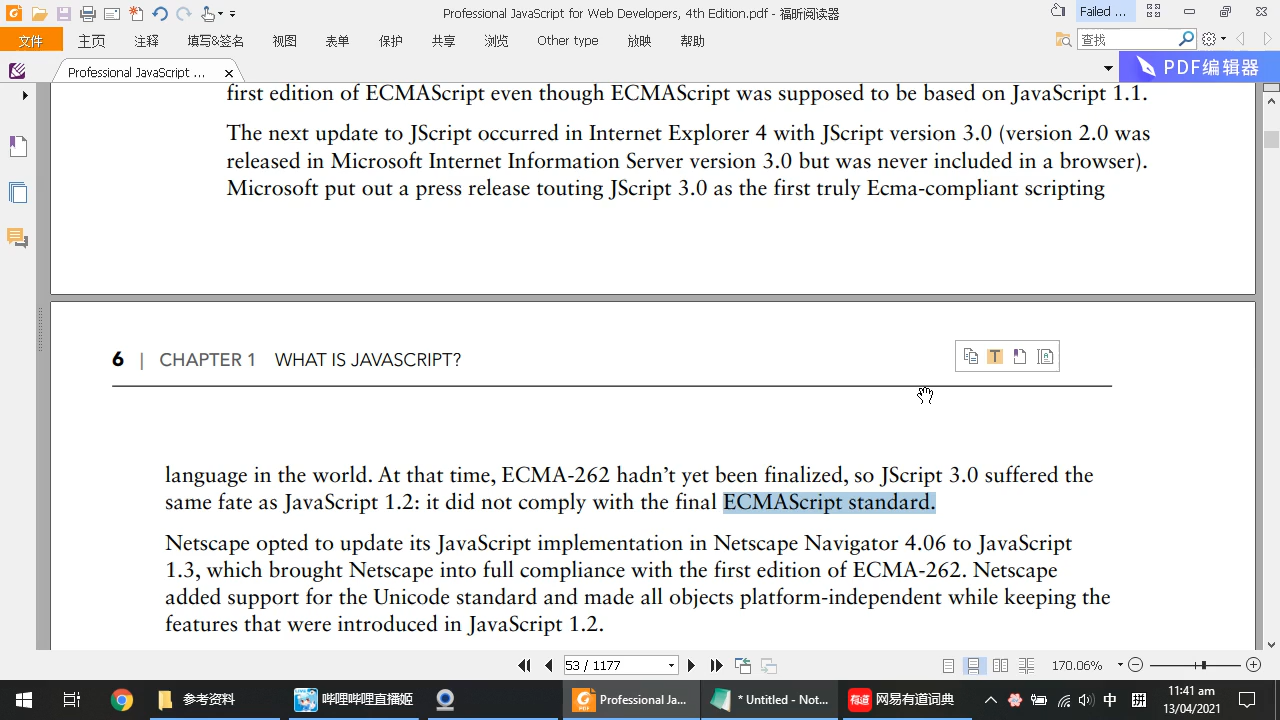 Professional JavaScript for Web Developers, 4th Edition.pdf - 福昕阅读器
Failed ...
文件 主页 注释 填写&签名 视图 表单 保护 共享 浏览 Other type 放映 帮助
查找
Professional JavaScript ...
PDF编辑器
first edition of ECMAScript even though ECMAScript was supposed to be based on JavaScript 1.1.
The next update to JScript occurred in Internet Explorer 4 with JScript version 3.0 (version 2.0 was
released in Microsoft Internet Information Server version 3.0 but was never included in a browser).
Microsoft put out a press release touting JScript 3.0 as the first truly Ecma-compliant scripting
6 | CHAPTER 1 WHAT IS JAVASCRIPT?
language in the world. At that time, ECMA-262 hadn't yet been finalized, so JScript 3.0 suffered the
same fate as JavaScript 1.2: it did not comply with the final ECMAScript standard.
Netscape opted to update its JavaScript implementation in Netscape Navigator 4.06 to JavaScript
1.3, which brought Netscape into full compliance with the first edition of ECMA-262. Netscape
added support for the Unicode standard and made all objects platform-independent while keeping the
features that were introduced in JavaScript 1.2.
53 / 1177
170.06%
参考资料
哔哩哔哩直播姬
Professional Ja...
* Untitled - Not...
有道 网易有道词典
中
拼
11:41 am
13/04/2021